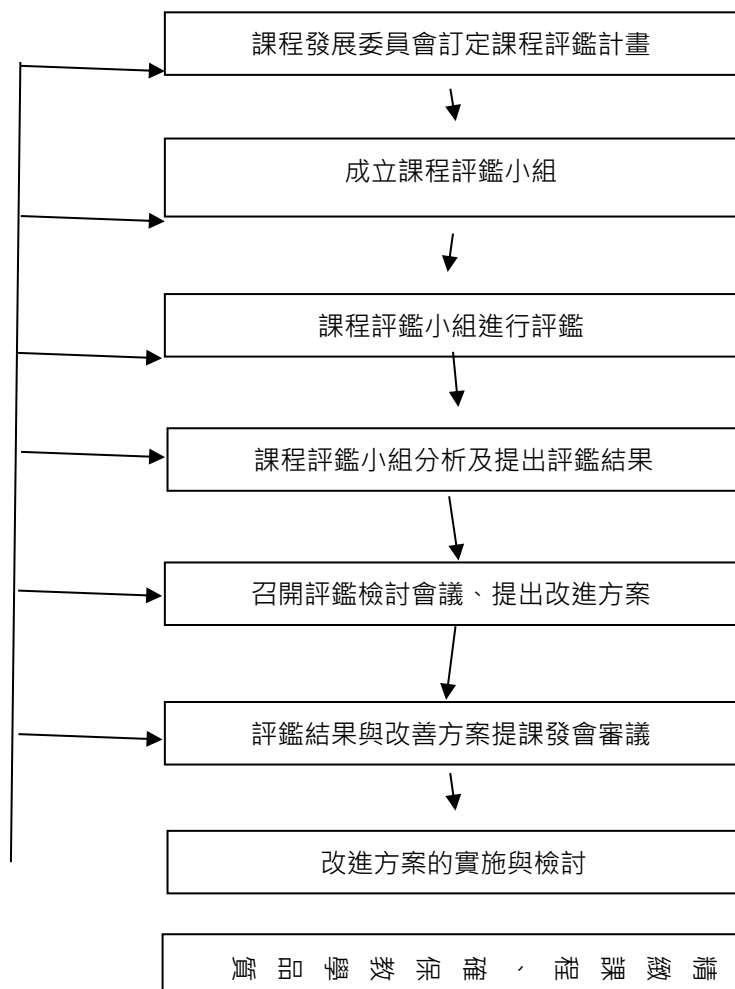 課程發展委員會訂定課程評鑑計畫
成立課程評鑑小組
課程評鑑小組進行評鑑
課程評鑑小組分析及提出評鑑結果
召開評鑑檢討會議、提出改進方案
評鑑結果與改善方案提課發會審議
改進方案的實施與檢討
精緻課程、確保教學品質